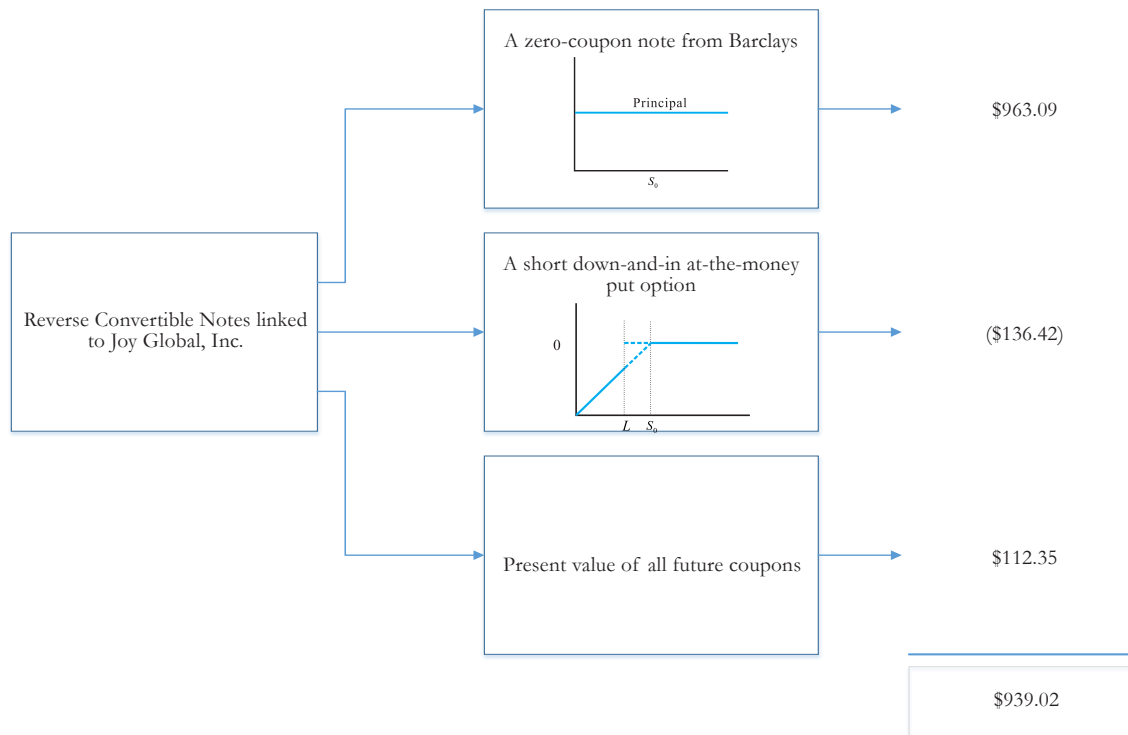 A zero-coupon note from Barclays
Principal
S₀
$963.09
Reverse Convertible Notes linked
to Joy Global, Inc.
A short down-and-in at-the-money
put option
0
L S₀
($136.42)
Present value of all future coupons
$112.35
$939.02